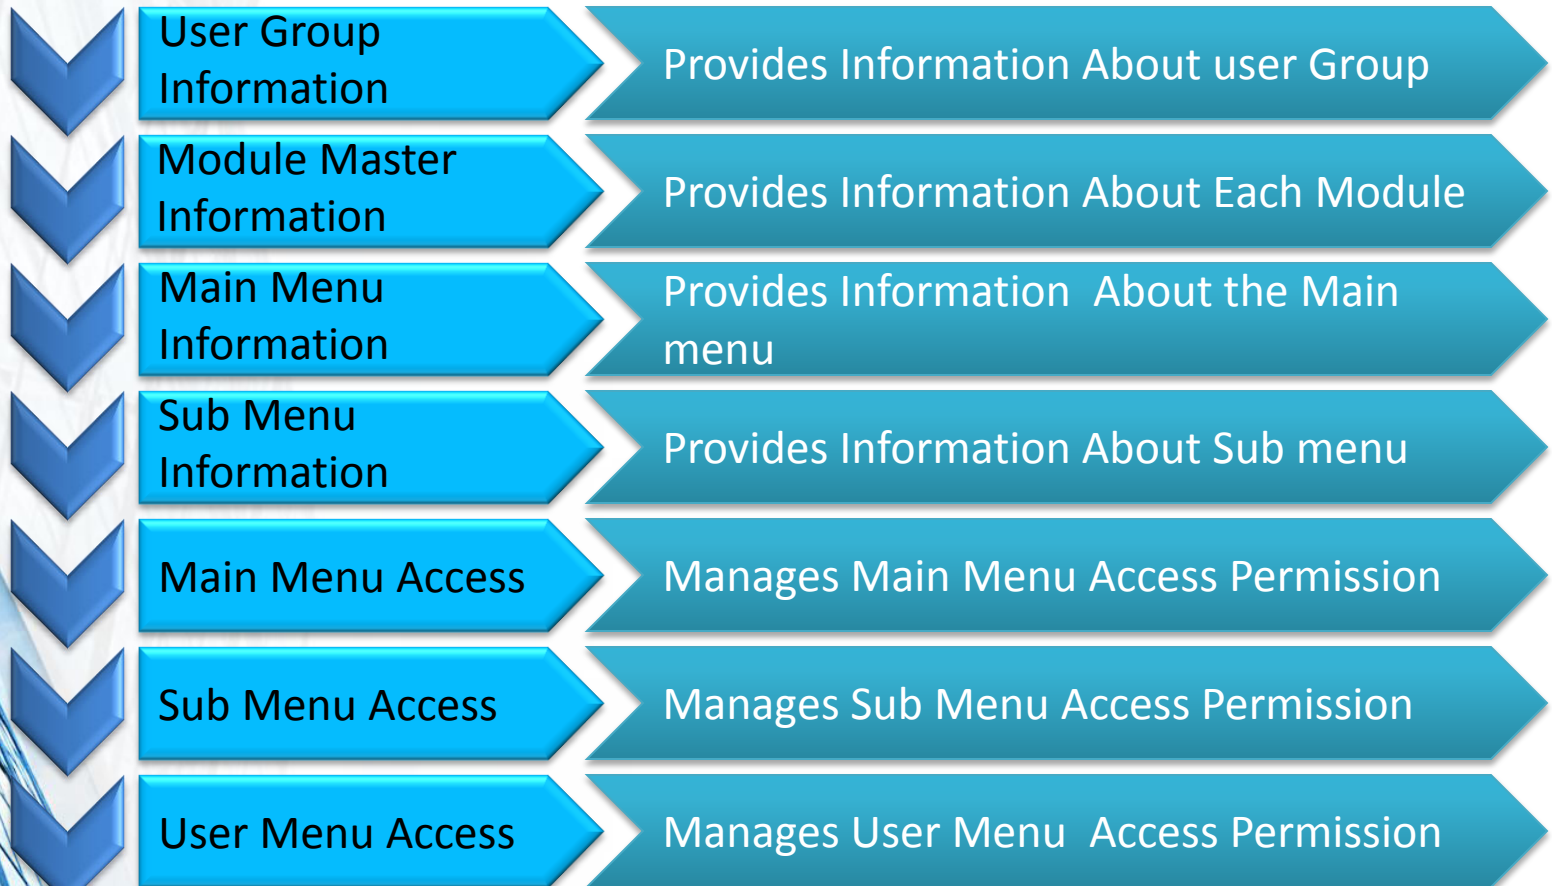 User Group
Information
Provides Information About user Group
Module Master
Information
Provides Information About Each Module
Main Menu
Information
Provides Information  About the Main
menu
Sub Menu
Information
Provides Information About Sub menu
Main Menu Access
Manages Main Menu Access Permission
Sub Menu Access
Manages Sub Menu Access Permission
User Menu Access
Manages User Menu  Access Permission